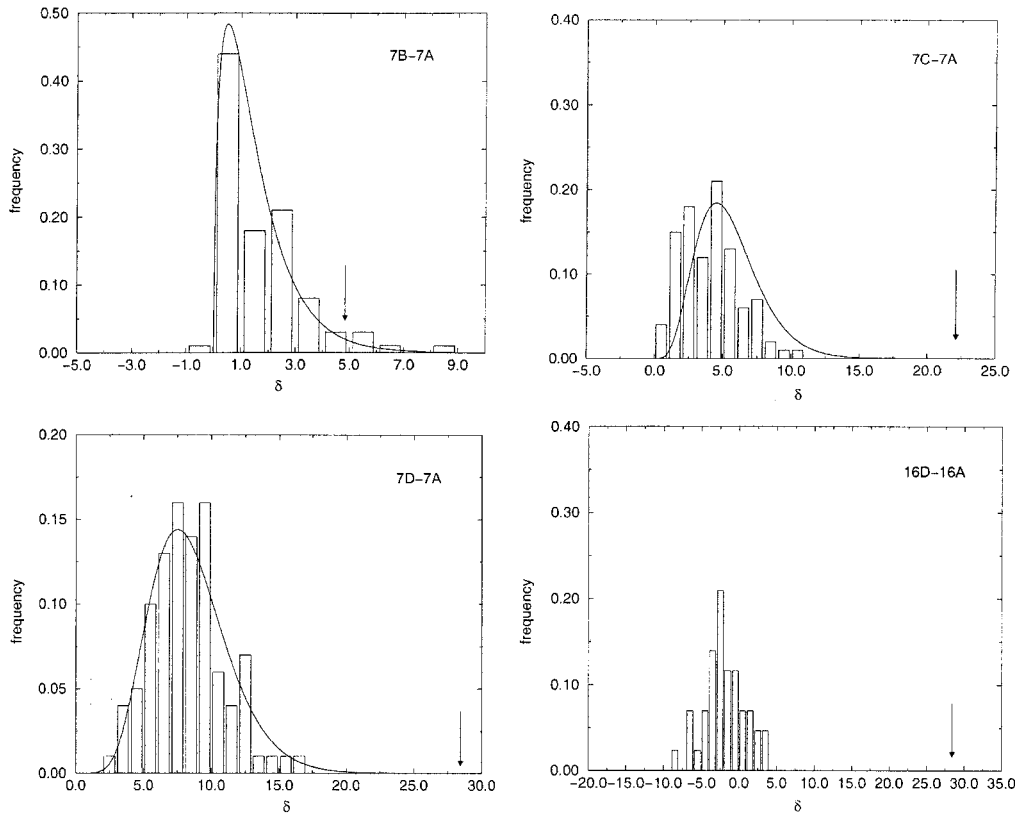 0.50
0.40
0.30
0.20
0.10
0.00
frequency
7B–7A
-5.0 -3.0 -1.0 1.0 3.0 5.0 7.0 9.0
δ
0.40
0.30
0.20
0.10
0.00
frequency
7C–7A
-5.0 0.0 5.0 10.0 15.0 20.0 25.0
δ
0.20
0.15
0.10
0.05
0.00
frequency
7D–7A
0.0 5.0 10.0 15.0 20.0 25.0 30.0
δ
0.40
0.30
0.20
0.10
0.00
frequency
16D–16A
-20.0 -15.0 -10.0 -5.0 0.0 5.0 10.0 15.0 20.0 25.0 30.0 35.0
δ